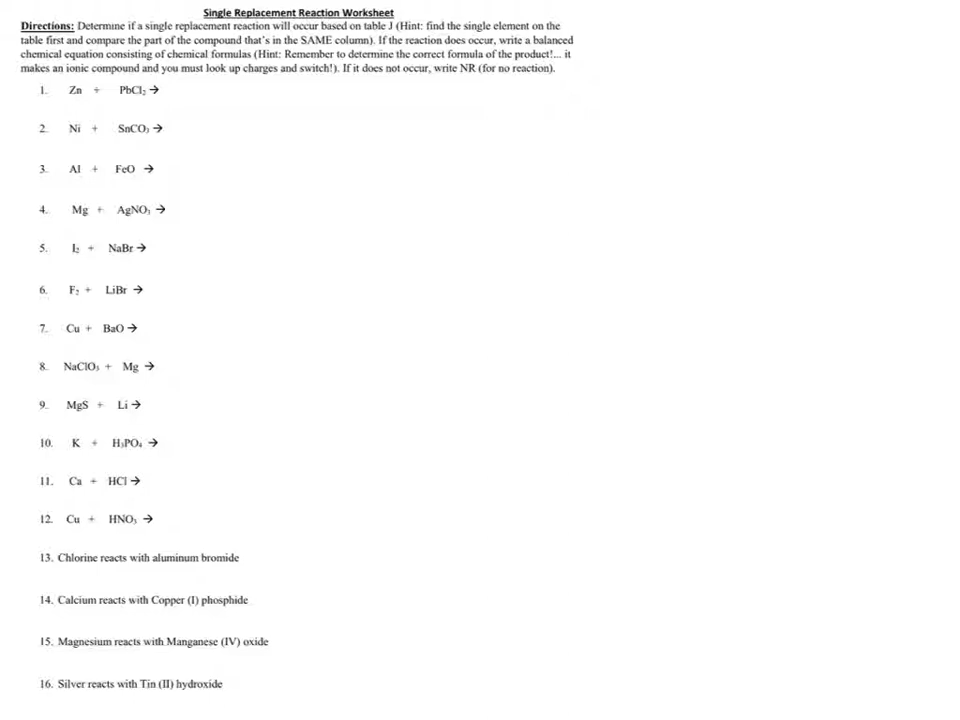 Single Replacement Reaction Worksheet
Directions: Determine if a single replacement reaction will occur based on table J (Hint: find the single element on the
table first and compare the part of the compound that's in the SAME column). If the reaction does occur, write a balanced
chemical equation consisting of chemical formulas (Hint: Remember to determine the correct formula of the product!... it
makes an ionic compound and you must look up charges and switch!). If it does not occur, write NR (for no reaction).
1. Zn + PbCl₂ →
2. Ni + SnCO₃ →
3. Al + FeO →
4. Mg + AgNO₃ →
5. I₂ + NaBr →
6. F₂ + LiBr →
7. Cu + BaO →
8. NaClO₃ + Mg →
9. MgS + Li →
10. K + H₃PO₄ →
11. Ca + HCl →
12. Cu + HNO₃ →
13. Chlorine reacts with aluminum bromide
14. Calcium reacts with Copper (I) phosphide
15. Magnesium reacts with Manganese (IV) oxide
16. Silver reacts with Tin (II) hydroxide